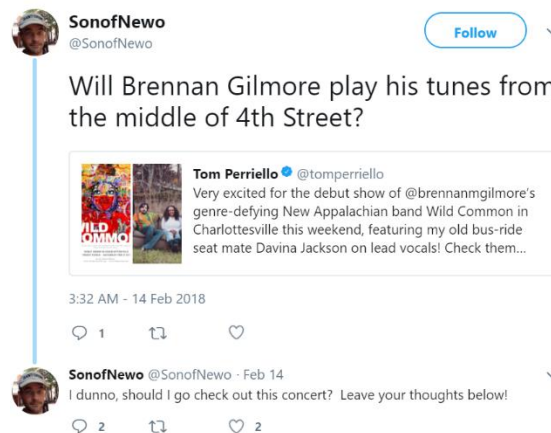 SonofNewo
@SonofNewo
Follow
Will Brennan Gilmore play his tunes from
the middle of 4th Street?
WILD
COMMO
Tom Perriello @tomperriello
Very excited for the debut show of @brennanmgilmore's
genre-defying New Appalachian band Wild Common in
Charlottesville this weekend, featuring my old bus-ride
seat mate Davina Jackson on lead vocals! Check them...
3:32 AM - 14 Feb 2018
1
SonofNewo @SonofNewo · Feb 14
I dunno, should I go check out this concert? Leave your thoughts below!
2 2